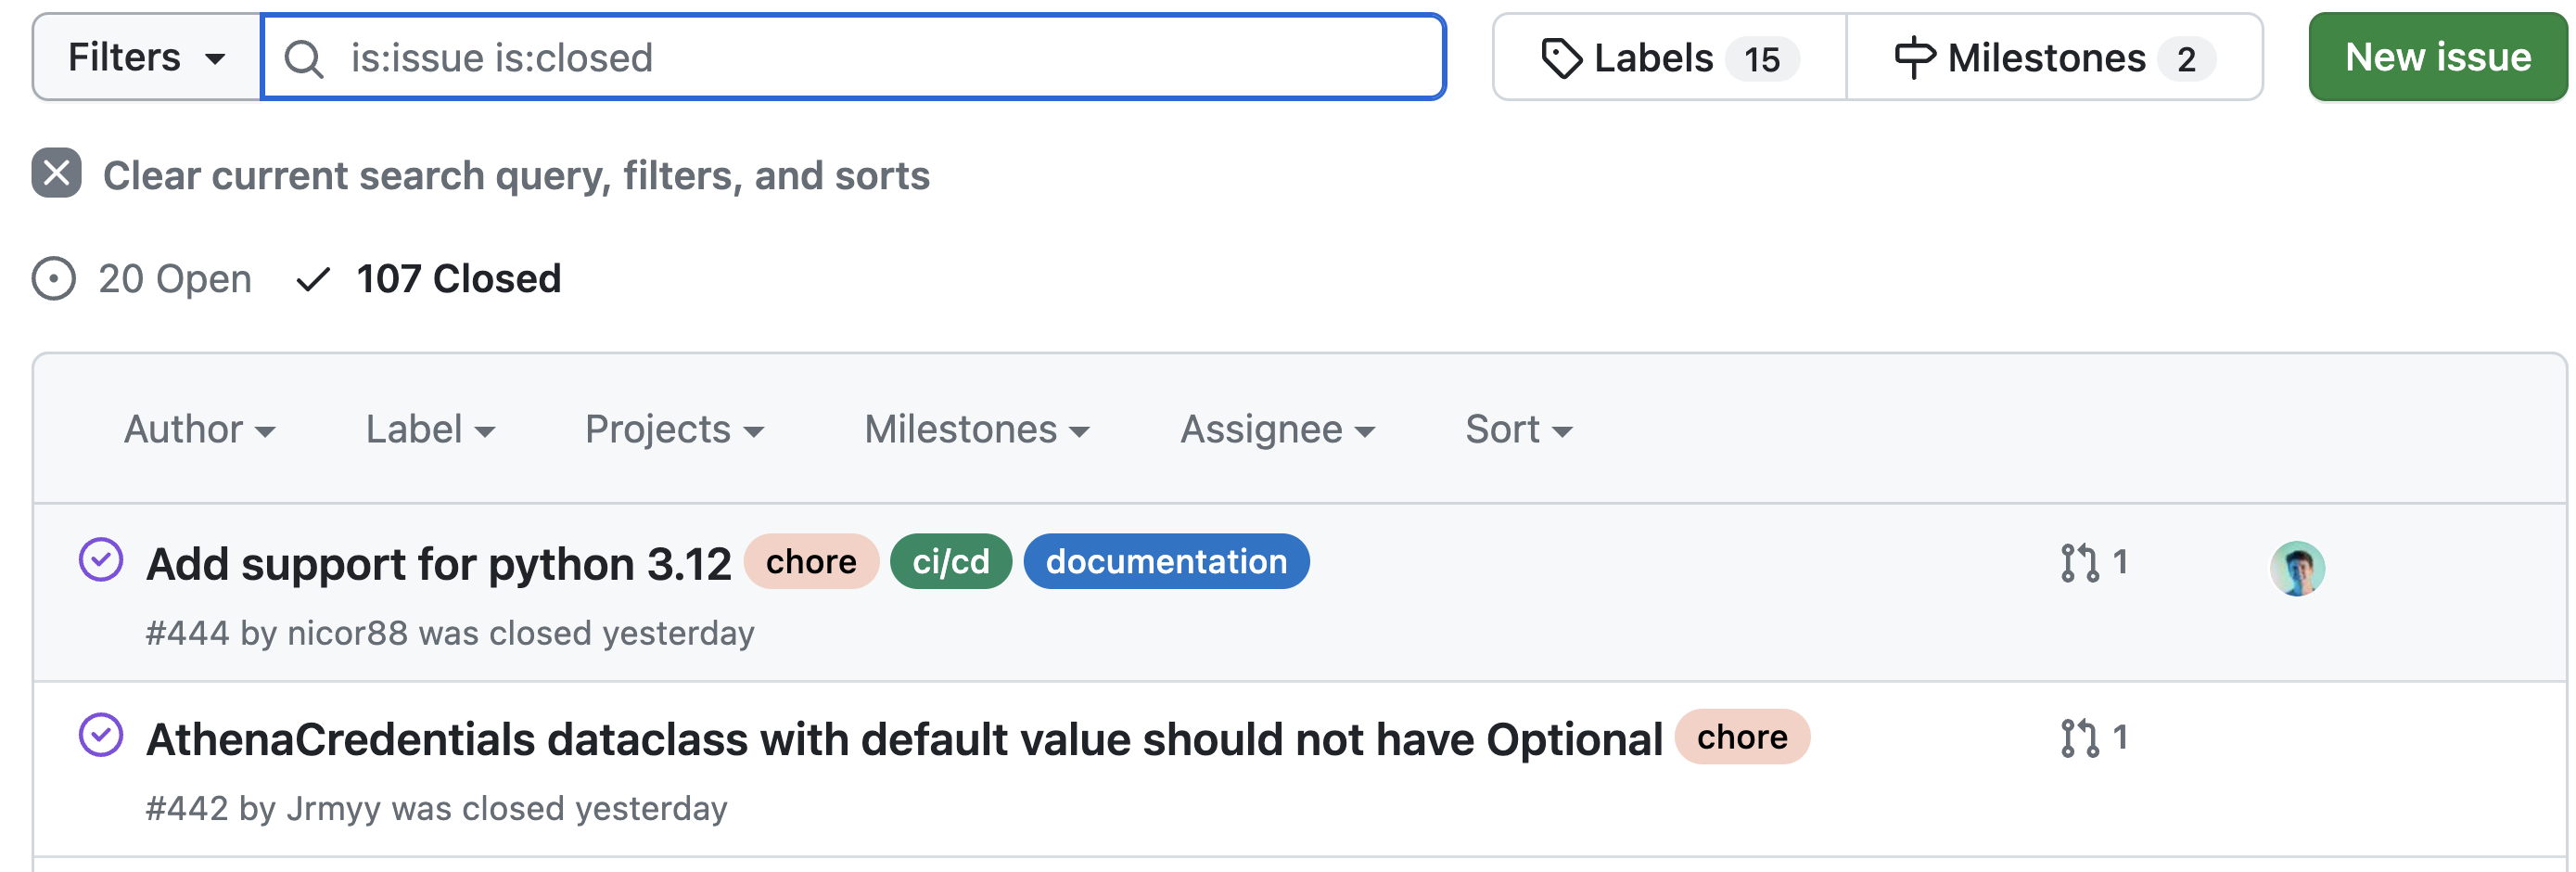 Filters is:issue is:closed Labels 15 Milestones 2 New issue
Clear current search query, filters, and sorts
20 Open 107 Closed
Author Label Projects Milestones Assignee Sort
Add support for python 3.12 chore ci/cd documentation 1
#444 by nicor88 was closed yesterday
AthenaCredentials dataclass with default value should not have Optional chore 1
#442 by Jrmyy was closed yesterday